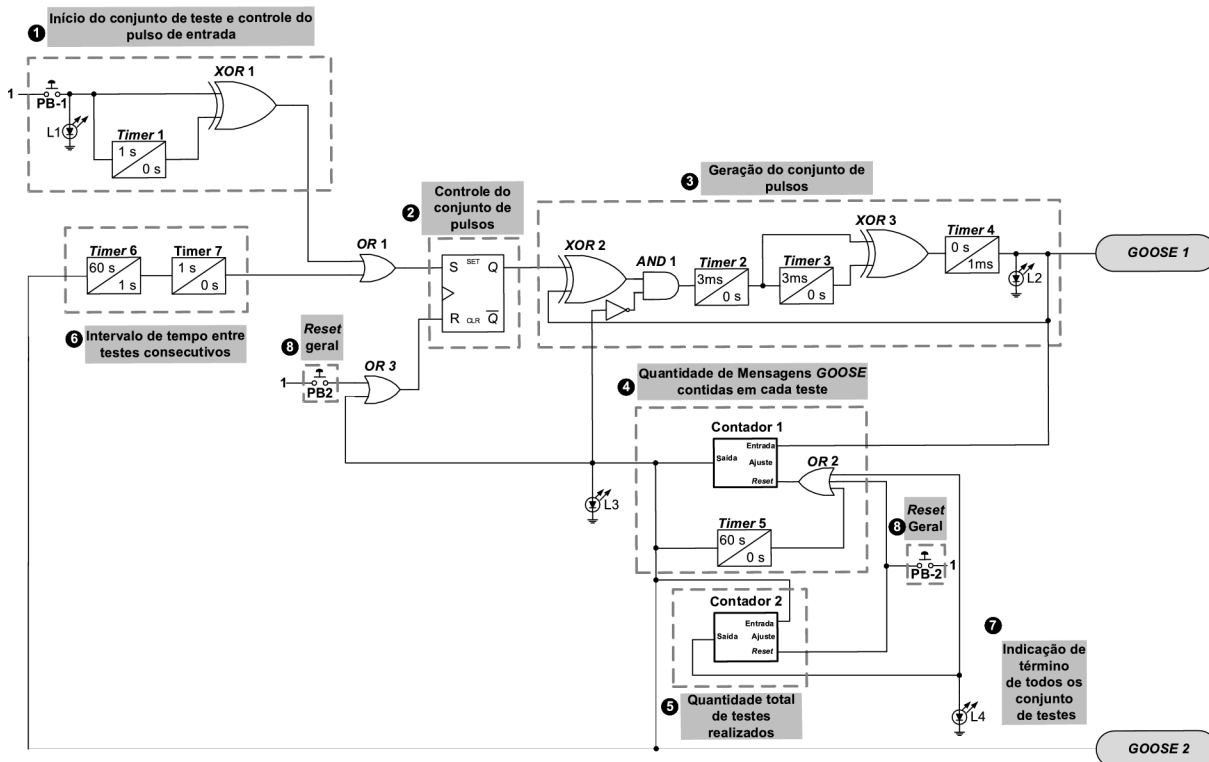 1
Início do conjunto de teste e controle do
pulso de entrada
XOR 1
1
PB-1
L1
Timer 1
1 s
0 s
3
Geração do conjunto de
pulsos
2
Controle do
conjunto de
pulsos
XOR 3
Timer 4
0 s
1ms
OR 1
XOR 2
AND 1
Timer 2
3ms
0 s
Timer 3
3ms
0 s
L2
GOOSE 1
Timer 6
60 s
1 s
Timer 7
1 s
0 s
S
SET
Q
R
CLR
Q
6
Intervalo de tempo entre
testes consecutivos
8
Reset
geral
1
PB2
OR 3
4
Quantidade de Mensagens GOOSE
contidas em cada teste
Contador 1
Entrada
Saída
Ajuste
Reset
OR 2
L3
Timer 5
60 s
0 s
8
Reset
Geral
1
PB-2
Contador 2
Entrada
Saída
Ajuste
Reset
7
Indicação de
término
de todos os
conjunto
de testes
5
Quantidade total
de testes
realizados
L4
GOOSE 2